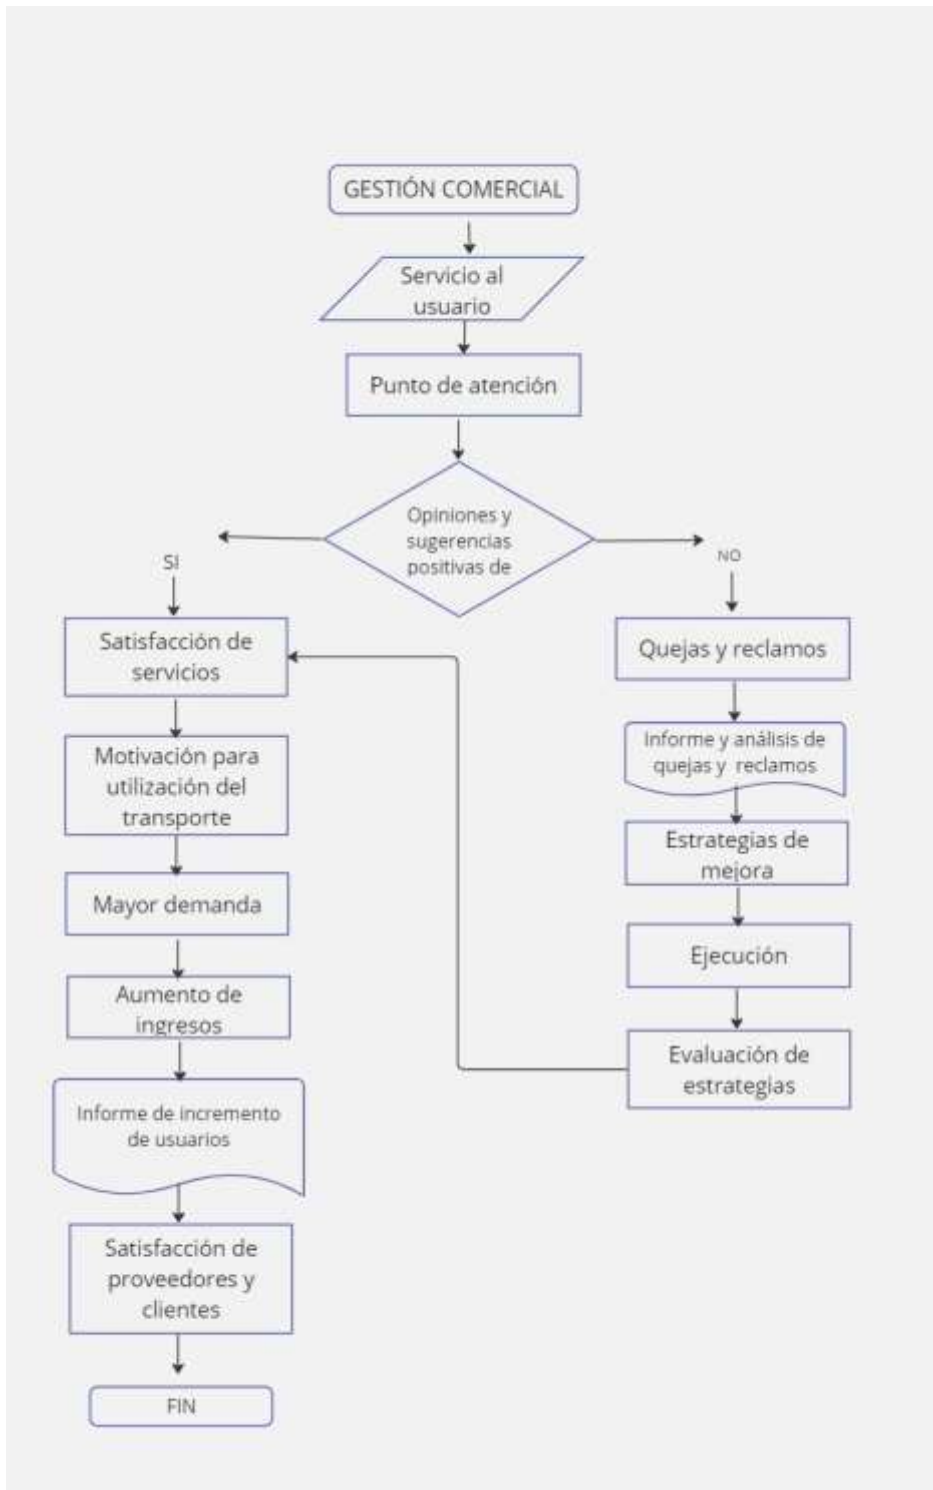 GESTIÓN COMERCIAL
Servicio al
usuario
Punto de atención
Opiniones y
sugerencias
positivas de
SI
NO
Satisfacción de
servicios
Motivación para
utilización del
transporte
Mayor demanda
Aumento de
ingresos
Informe de incremento
de usuarios
Satisfacción de
proveedores y
clientes
FIN
Quejas y reclamos
Informe y análisis de
quejas y reclamos
Estrategias de
mejora
Ejecución
Evaluación de
estrategias